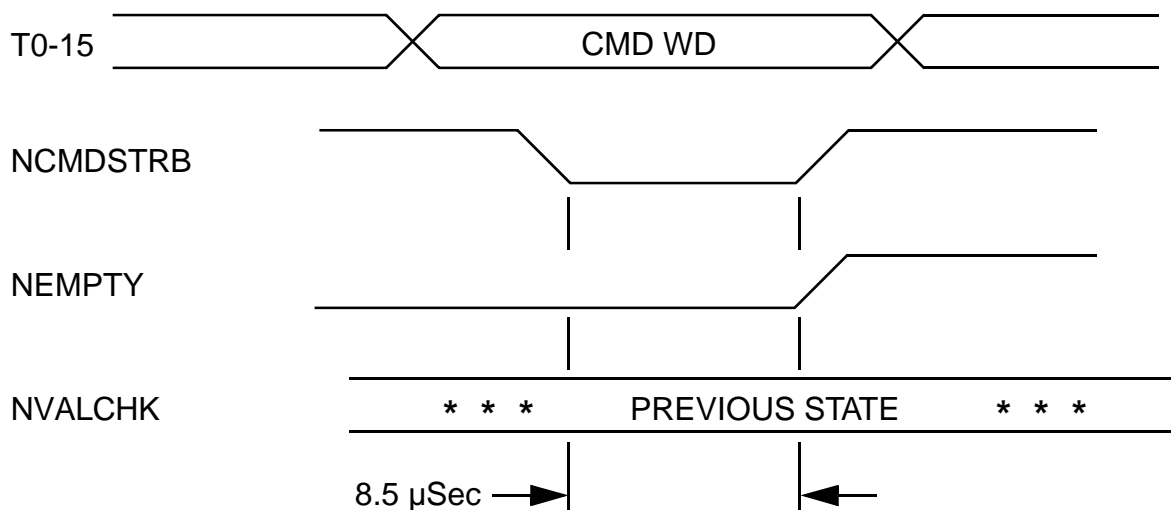 T0-15 CMD WD
NCMDSTRB
NEMPTY
NVALCHK * * * PREVIOUS STATE * * *
8.5 µSec